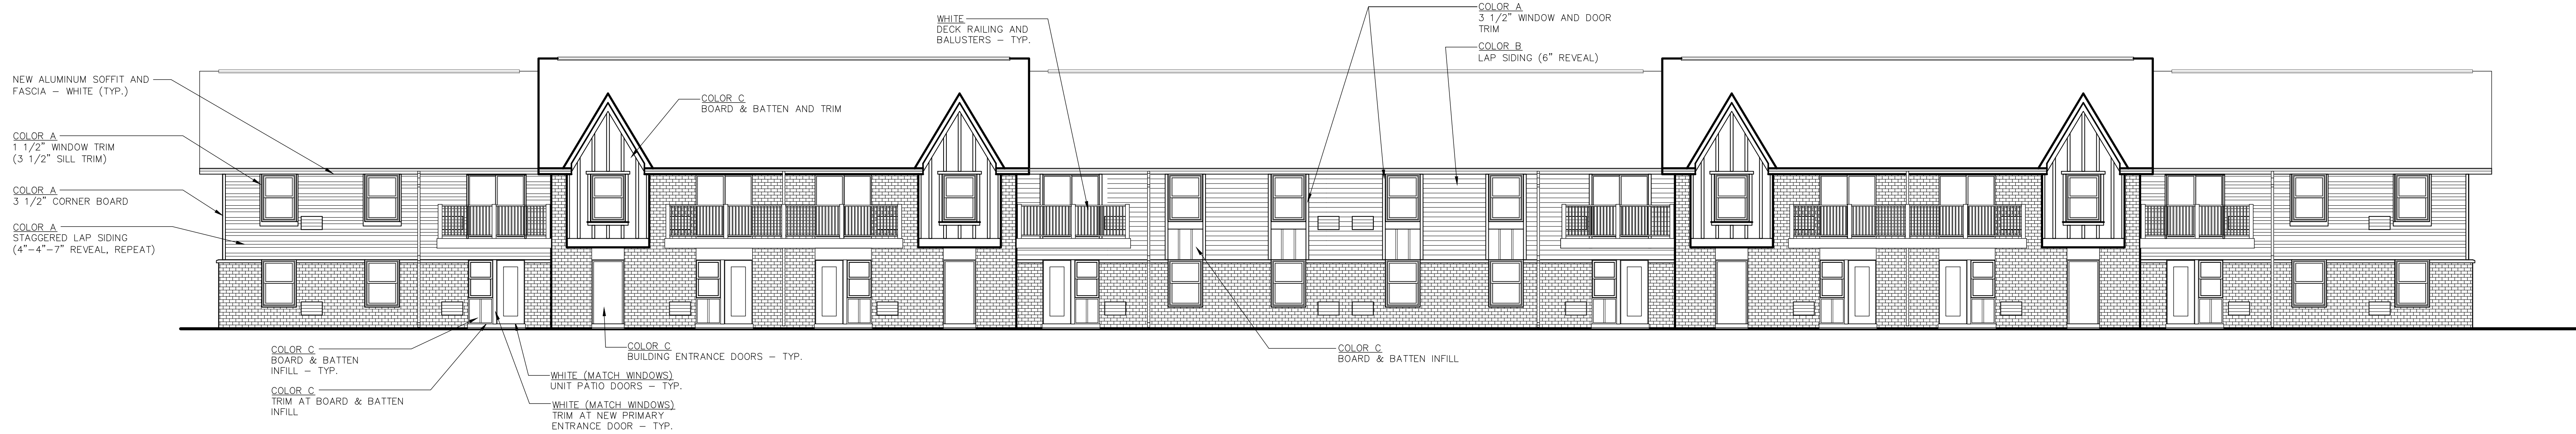 NEW ALUMINUM SOFFIT AND
FASCIA – WHITE (TYP.)
COLOR A
1 1/2" WINDOW TRIM
(3 1/2" SILL TRIM)
COLOR A
3 1/2" CORNER BOARD
COLOR A
STAGGERED LAP SIDING
(4"–4"–7" REVEAL, REPEAT)
COLOR C
BOARD & BATTEN AND TRIM
WHITE
DECK RAILING AND
BALUSTERS – TYP.
COLOR A
3 1/2" WINDOW AND DOOR
TRIM
COLOR B
LAP SIDING (6" REVEAL)
COLOR C
BOARD & BATTEN
INFILL – TYP.
COLOR C
TRIM AT BOARD & BATTEN
INFILL
COLOR C
BUILDING ENTRANCE DOORS – TYP.
WHITE (MATCH WINDOWS)
UNIT PATIO DOORS – TYP.
WHITE (MATCH WINDOWS)
TRIM AT NEW PRIMARY
ENTRANCE DOOR – TYP.
COLOR C
BOARD & BATTEN INFILL